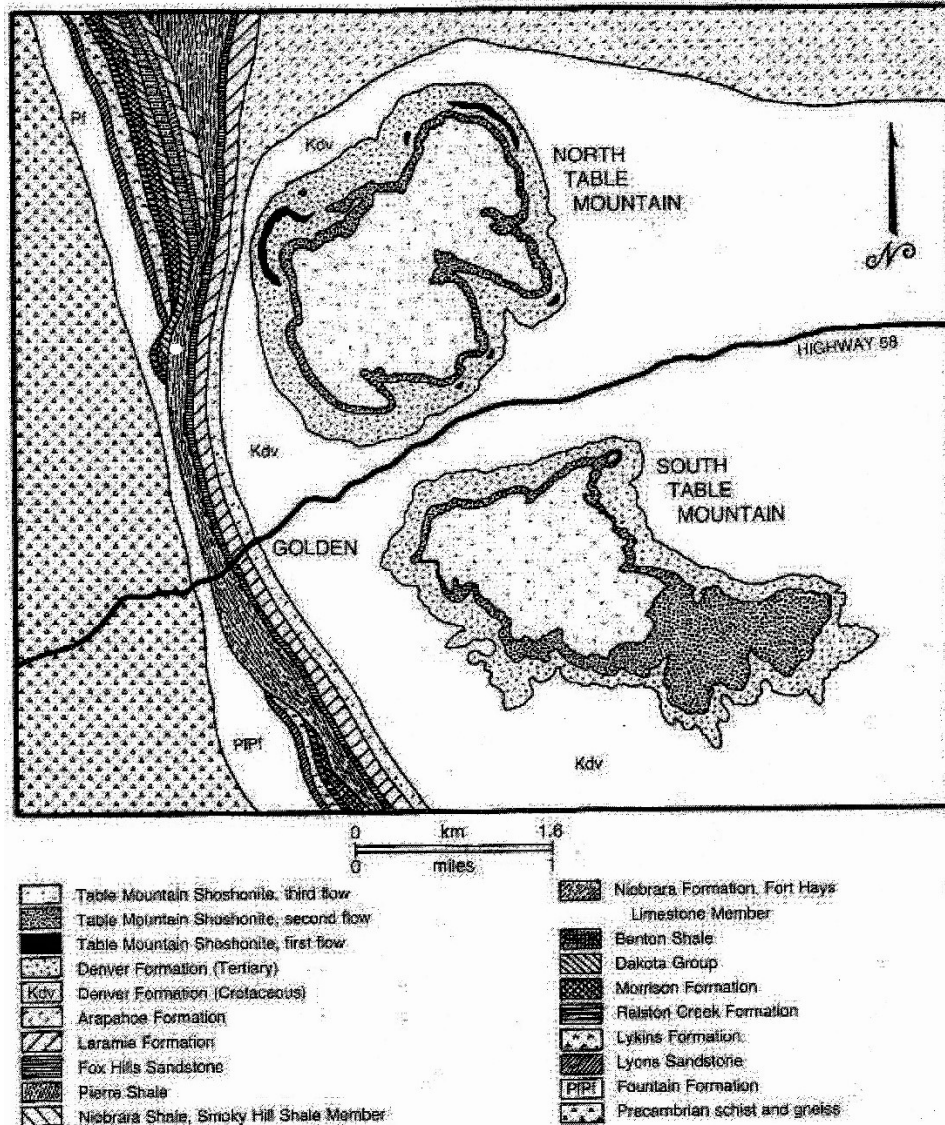 Pf
Kdv
NORTH
TABLE
MOUNTAIN
N
HIGHWAY 58
Kdv
SOUTH
TABLE
MOUNTAIN
GOLDEN
PIPf
Kdv
0 km 1.6
0 miles 1
Table Mountain Shoshonite, third flow
Table Mountain Shoshonite, second flow
Table Mountain Shoshonite, first flow
Denver Formation (Tertiary)
Kdv Denver Formation (Cretaceous)
Arapahoe Formation
Laramie Formation
Fox Hills Sandstone
Pierre Shale
Niobrara Shale, Smoky Hill Shale Member
Niobrara Formation, Fort Hays
Limestone Member
Benton Shale
Dakota Group
Morrison Formation
Ralston Creek Formation
Lykins Formation
Lyons Sandstone
PIPf Fountain Formation
Precambrian schist and gneiss